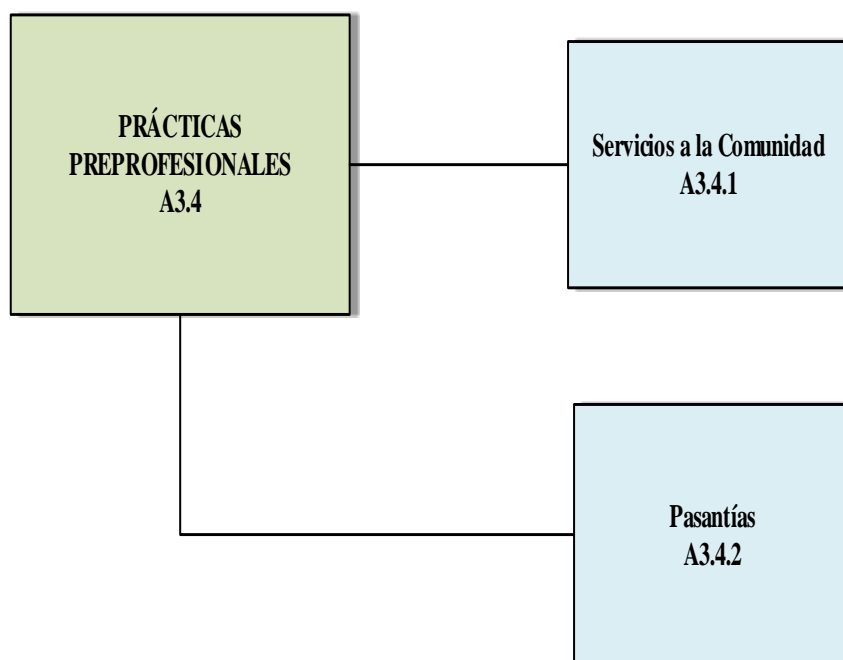 PRÁCTICAS
PREPROFESIONALES
A3.4
Servicios a la Comunidad
A3.4.1
Pasantías
A3.4.2